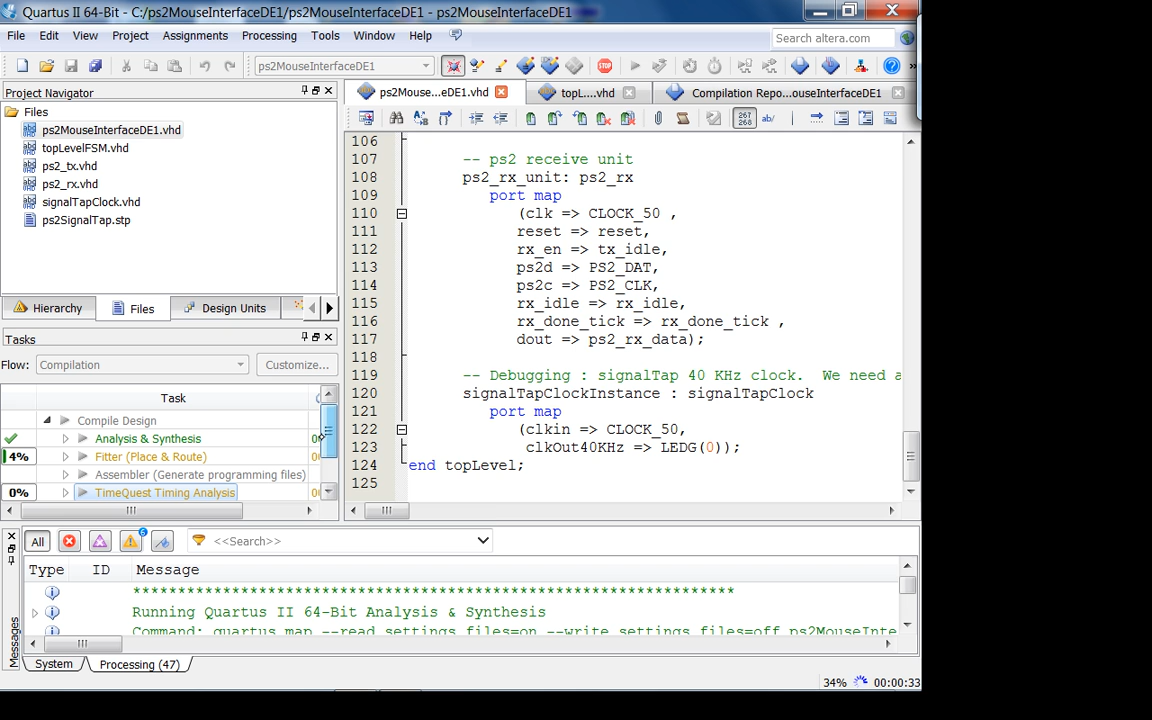 Quartus II 64-Bit - C:/ps2MouseInterfaceDE1/ps2MouseInterfaceDE1 - ps2MouseInterfaceDE1
File Edit View Project Assignments Processing Tools Window Help
Search altera.com
ps2MouseInterfaceDE1
Project Navigator
Files
ps2MouseInterfaceDE1.vhd
topLevelFSM.vhd
ps2_tx.vhd
ps2_rx.vhd
signalTapClock.vhd
ps2SignalTap.stp
Hierarchy Files Design Units
Tasks
Flow: Compilation Customize...
Task
Compile Design
Analysis & Synthesis 00
4% Fitter (Place & Route)
Assembler (Generate programming files)
0% TimeQuest Timing Analysis
ps2Mouse...eDE1.vhd topL....vhd Compilation Repo...ouseInterfaceDE1
267
268
ab/
106
107 -- ps2 receive unit
108 ps2_rx_unit: ps2_rx
109 port map
110 (clk => CLOCK_50 ,
111 reset => reset,
112 rx_en => tx_idle,
113 ps2d => PS2_DAT,
114 ps2c => PS2_CLK,
115 rx_idle => rx_idle,
116 rx_done_tick => rx_done_tick ,
117 dout => ps2_rx_data);
118
119 -- Debugging : signalTap 40 KHz clock.  We need a
120 signalTapClockInstance : signalTapClock
121 port map
122 (clkin => CLOCK_50,
123 clkOut40KHz => LEDG(0));
124 end topLevel;
125
All 6 <<Search>>
Type ID Message
*******************************************************************
Running Quartus II 64-Bit Analysis & Synthesis
Command: quartus_map --read_settings_files=on --write_settings_files=off ps2MouseInte
Messages
System Processing (47)
34% 00:00:33